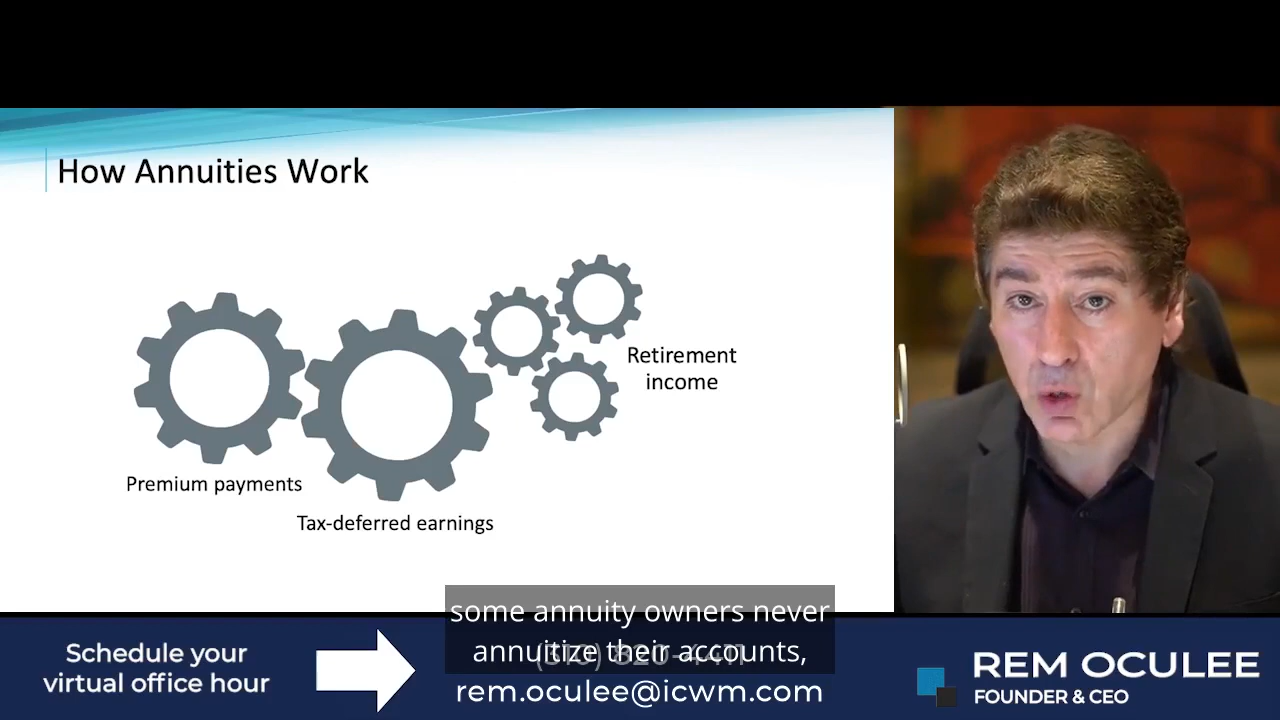 How Annuities Work
Retirement
income
Premium payments
Tax-deferred earnings
some annuity owners never
annuitize their accounts,
Schedule your
virtual office hour
rem.oculee@icwm.com
REM OCULEE
FOUNDER & CEO